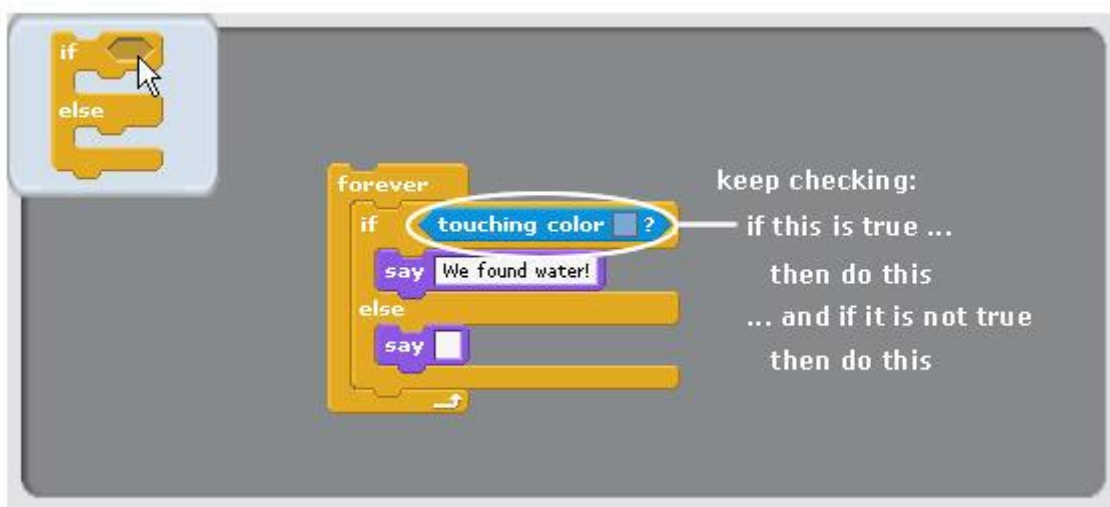 if
else
forever
keep checking:
if touching color ?
if this is true ...
say We found water!
then do this
else
... and if it is not true
say
then do this